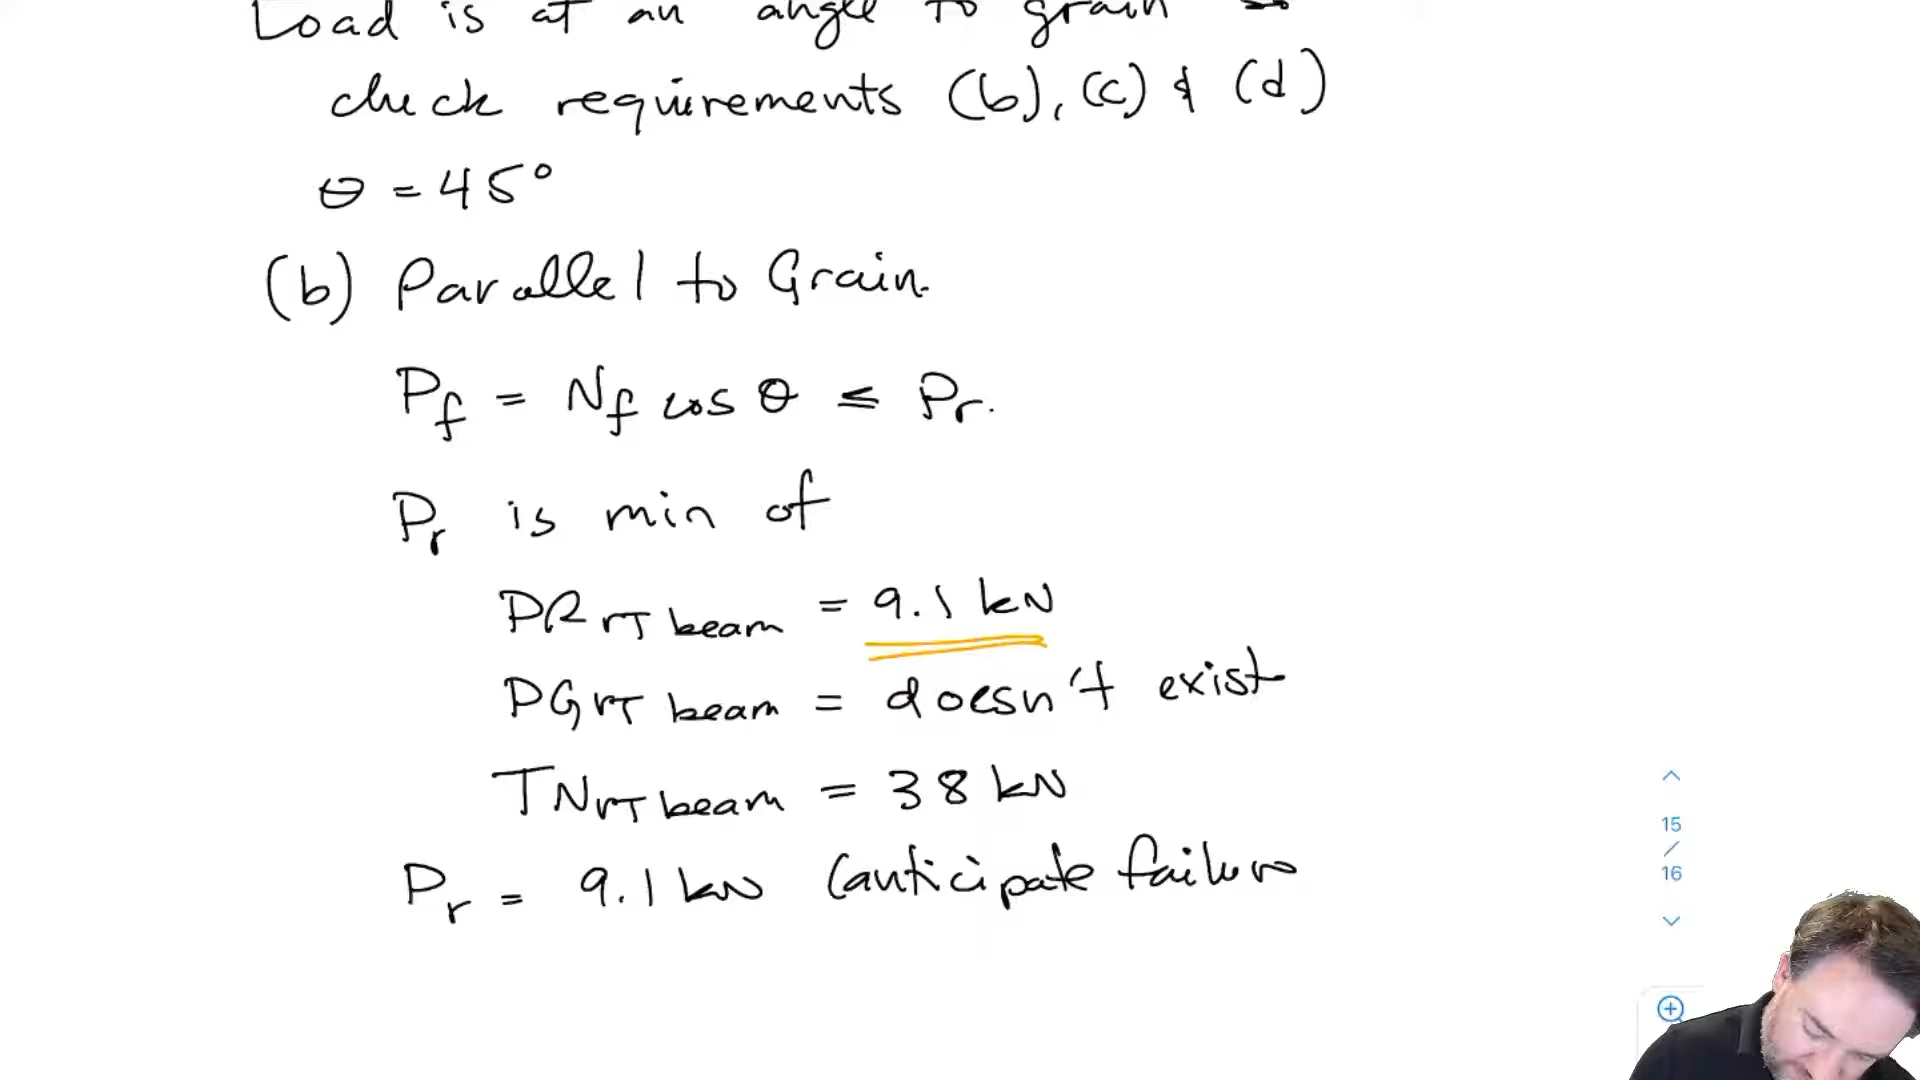 Load is at an angle to grain so
check requirements (b), (c) & (d)
θ = 45°
(b) Parallel to Grain.
Pf = Nf cos θ ≤ Pr.
Pr is min of
PRrT beam = 9.1 kN
PGrT beam = doesn't exist
TNrT beam = 38 kN
Pr = 9.1 kN (anticipate failure
15
/
16